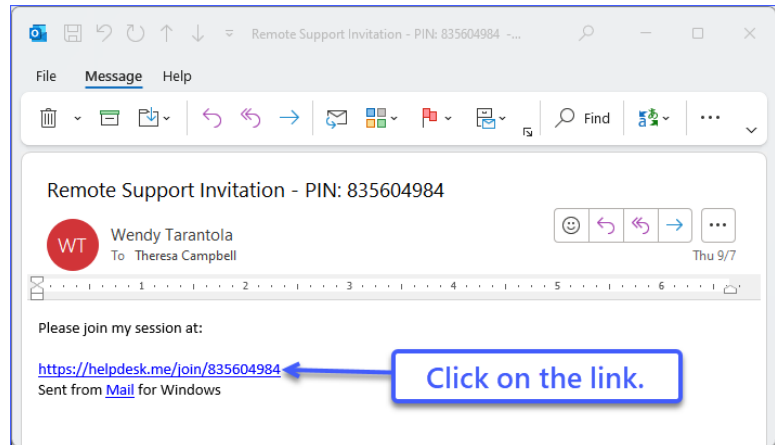 Remote Support Invitation - PIN: 835604984 -...
File Message Help
Find
Remote Support Invitation - PIN: 835604984
WT
Wendy Tarantola
To Theresa Campbell
Thu 9/7
1 2 3 4 5 6
Please join my session at:
https://helpdesk.me/join/835604984
Click on the link.
Sent from Mail for Windows